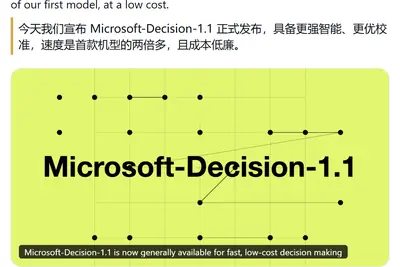 of our first model, at a low cost.
今天我们宣布 Microsoft-Decision-1.1 正式发布，具备更强智能、更优校
准，速度是首款机型的两倍多，且成本低廉。
Microsoft-Decision-1.1
Microsoft-Decision-1.1 is now generally available for fast, low-cost decision making